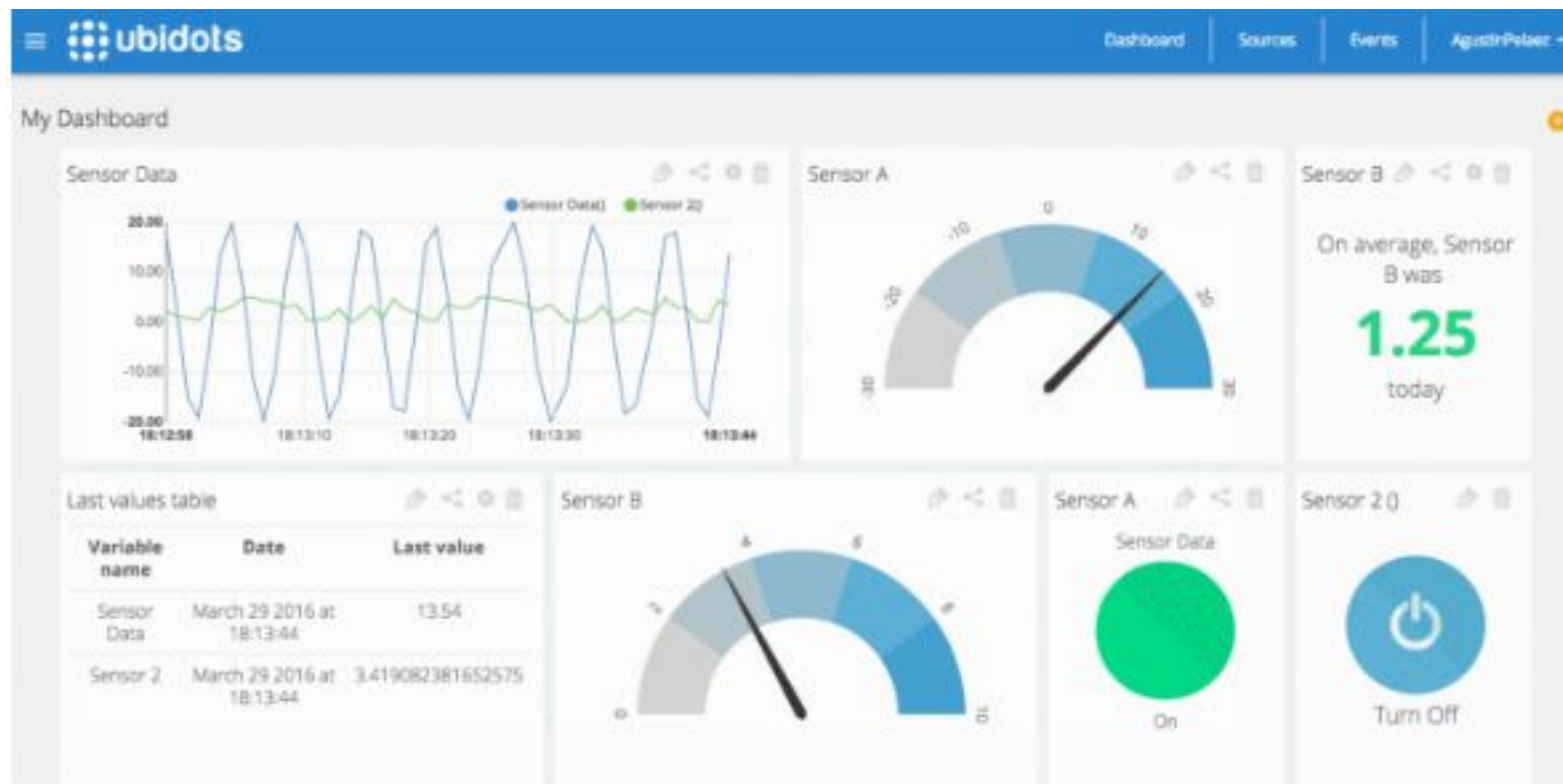 ubidots
Dashboard
Sources
Events
AgustinPelaez
My Dashboard
Sensor Data
Sensor Data()
Sensor 2()
20.00
10.00
0.00
-10.00
-20.00
18:12:58
18:13:10
18:13:20
18:13:30
18:13:44
Sensor A
-30
-20
-10
0
10
20
30
Sensor B
On average, Sensor
B was
1.25
today
Last values table
Variable
name
Date
Last value
Sensor
Data
March 29 2016 at
18:13:44
13.54
Sensor 2
March 29 2016 at
18:13:44
3.419082381652575
Sensor B
0
2
4
6
8
10
Sensor A
Sensor Data
On
Sensor 2 ()
Turn Off